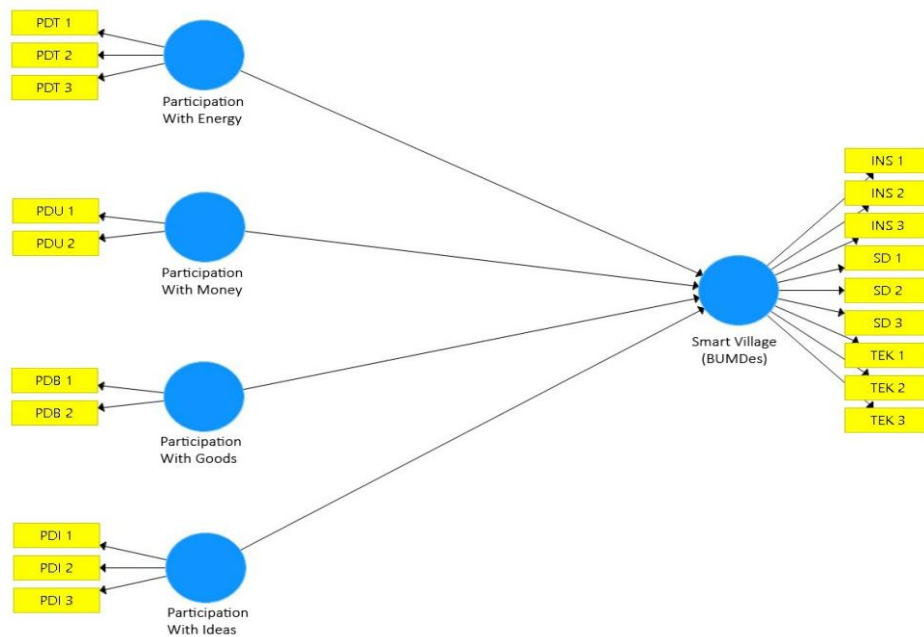 PDT 1
PDT 2
PDT 3
Participation
With Energy
PDU 1
PDU 2
Participation
With Money
PDB 1
PDB 2
Participation
With Goods
PDI 1
PDI 2
PDI 3
Participation
With Ideas
Smart Village
(BUMDes)
INS 1
INS 2
INS 3
SD 1
SD 2
SD 3
TEK 1
TEK 2
TEK 3